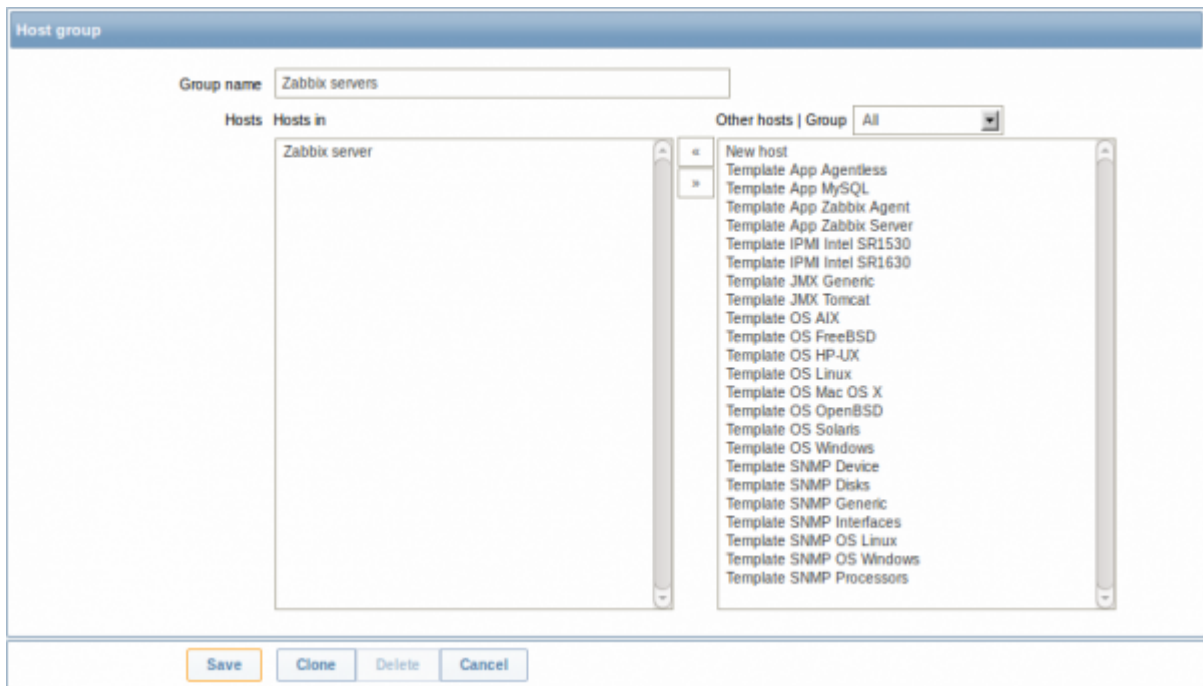 Host group
Group name Zabbix servers
Hosts Hosts in Other hosts | Group All
Zabbix server « New host
» Template App Agentless
Template App MySQL
Template App Zabbix Agent
Template App Zabbix Server
Template IPMI Intel SR1530
Template IPMI Intel SR1630
Template JMX Generic
Template JMX Tomcat
Template OS AIX
Template OS FreeBSD
Template OS HP-UX
Template OS Linux
Template OS Mac OS X
Template OS OpenBSD
Template OS Solaris
Template OS Windows
Template SNMP Device
Template SNMP Disks
Template SNMP Generic
Template SNMP Interfaces
Template SNMP OS Linux
Template SNMP OS Windows
Template SNMP Processors
Save Clone Delete Cancel